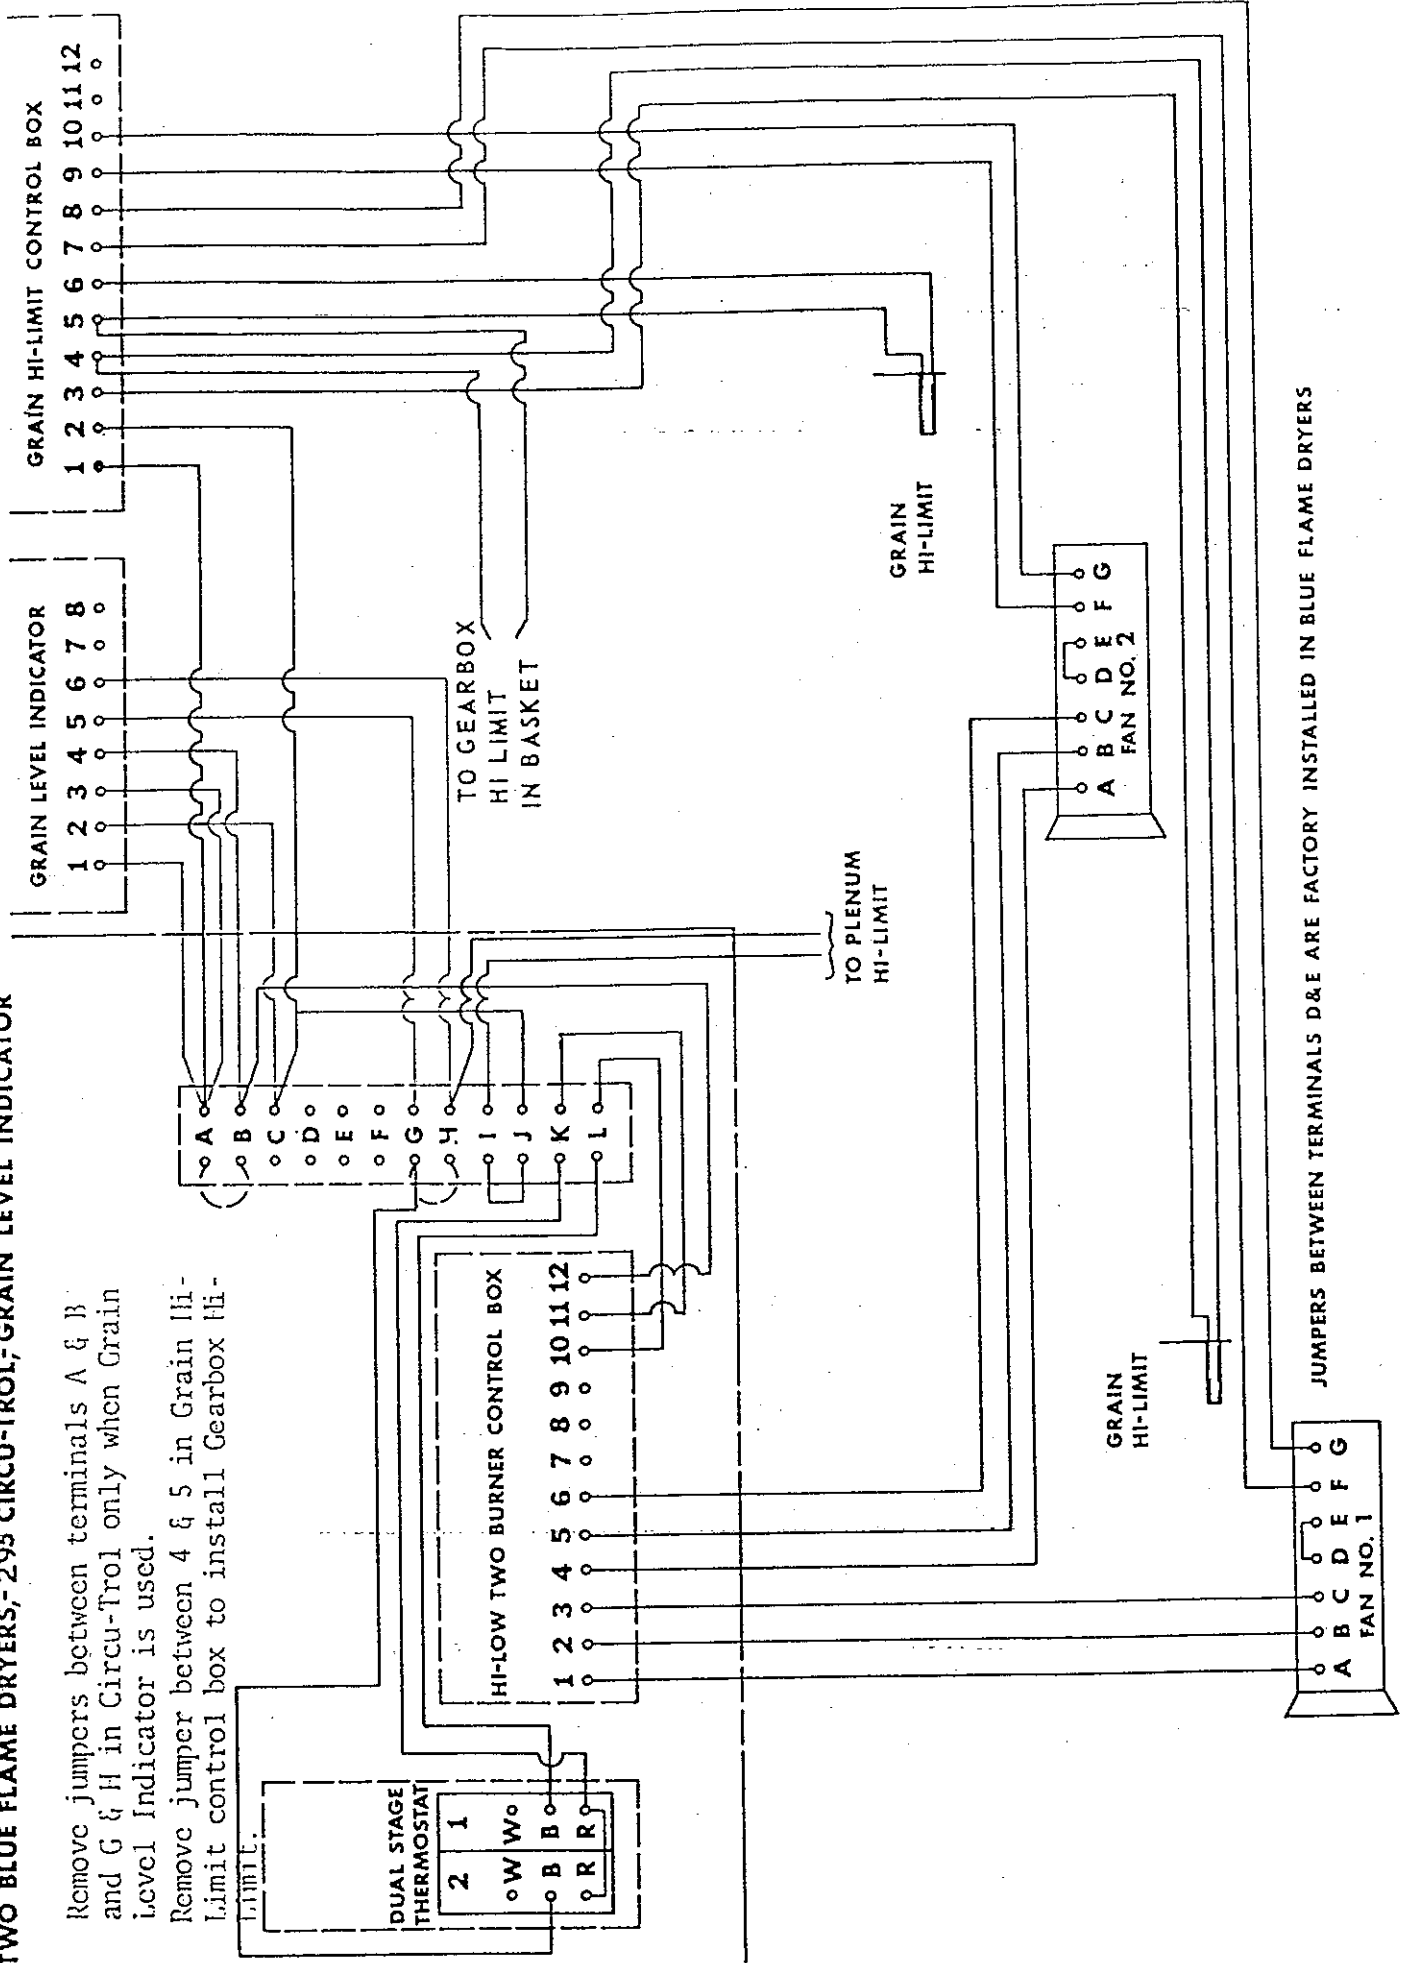 TWO BLUE FLAME DRYERS,- 295 CIRCU-TROL,- GRAIN LEVEL INDICATOR
Remove jumpers between terminals A & B
and G & H in Circu-Trol only when Grain
Level Indicator is used.
Remove jumper between 4 & 5 in Grain Hi-
Limit control box to install Gearbox Hi-
Limit.
GRAIN LEVEL INDICATOR
1 2 3 4 5 6 7 8
GRAIN HI-LIMIT CONTROL BOX
1 2 3 4 5 6 7 8 9 10 11 12
A
B
C
D
E
F
G
H
I
J
K
L
DUAL STAGE
THERMOSTAT
2 1
W W
B B
R R
HI-LOW TWO BURNER CONTROL BOX
1 2 3 4 5 6 7 8 9 10 11 12
TO GEARBOX
HI LIMIT
IN BASKET
TO PLENUM
HI-LIMIT
GRAIN
HI-LIMIT
A B C D E F G
FAN NO. 2
GRAIN
HI-LIMIT
A B C D E F G
FAN NO. 1
JUMPERS BETWEEN TERMINALS D&E ARE FACTORY INSTALLED IN BLUE FLAME DRYERS